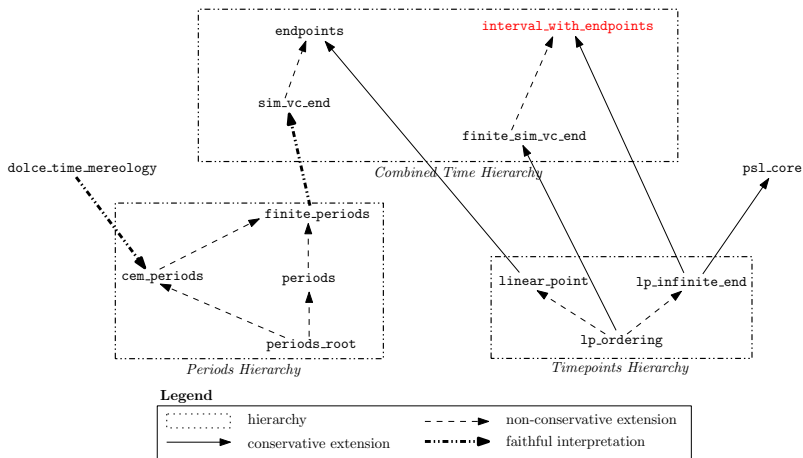 endpoints
interval_with_endpoints
sim_vc_end
finite_sim_vc_end
Combined Time Hierarchy
dolce_time_mereology
psl_core
finite_periods
cem_periods
periods
linear_point
lp_infinite_end
periods_root
lp_ordering
Periods Hierarchy
Timepoints Hierarchy
Legend
hierarchy
non-conservative extension
conservative extension
faithful interpretation